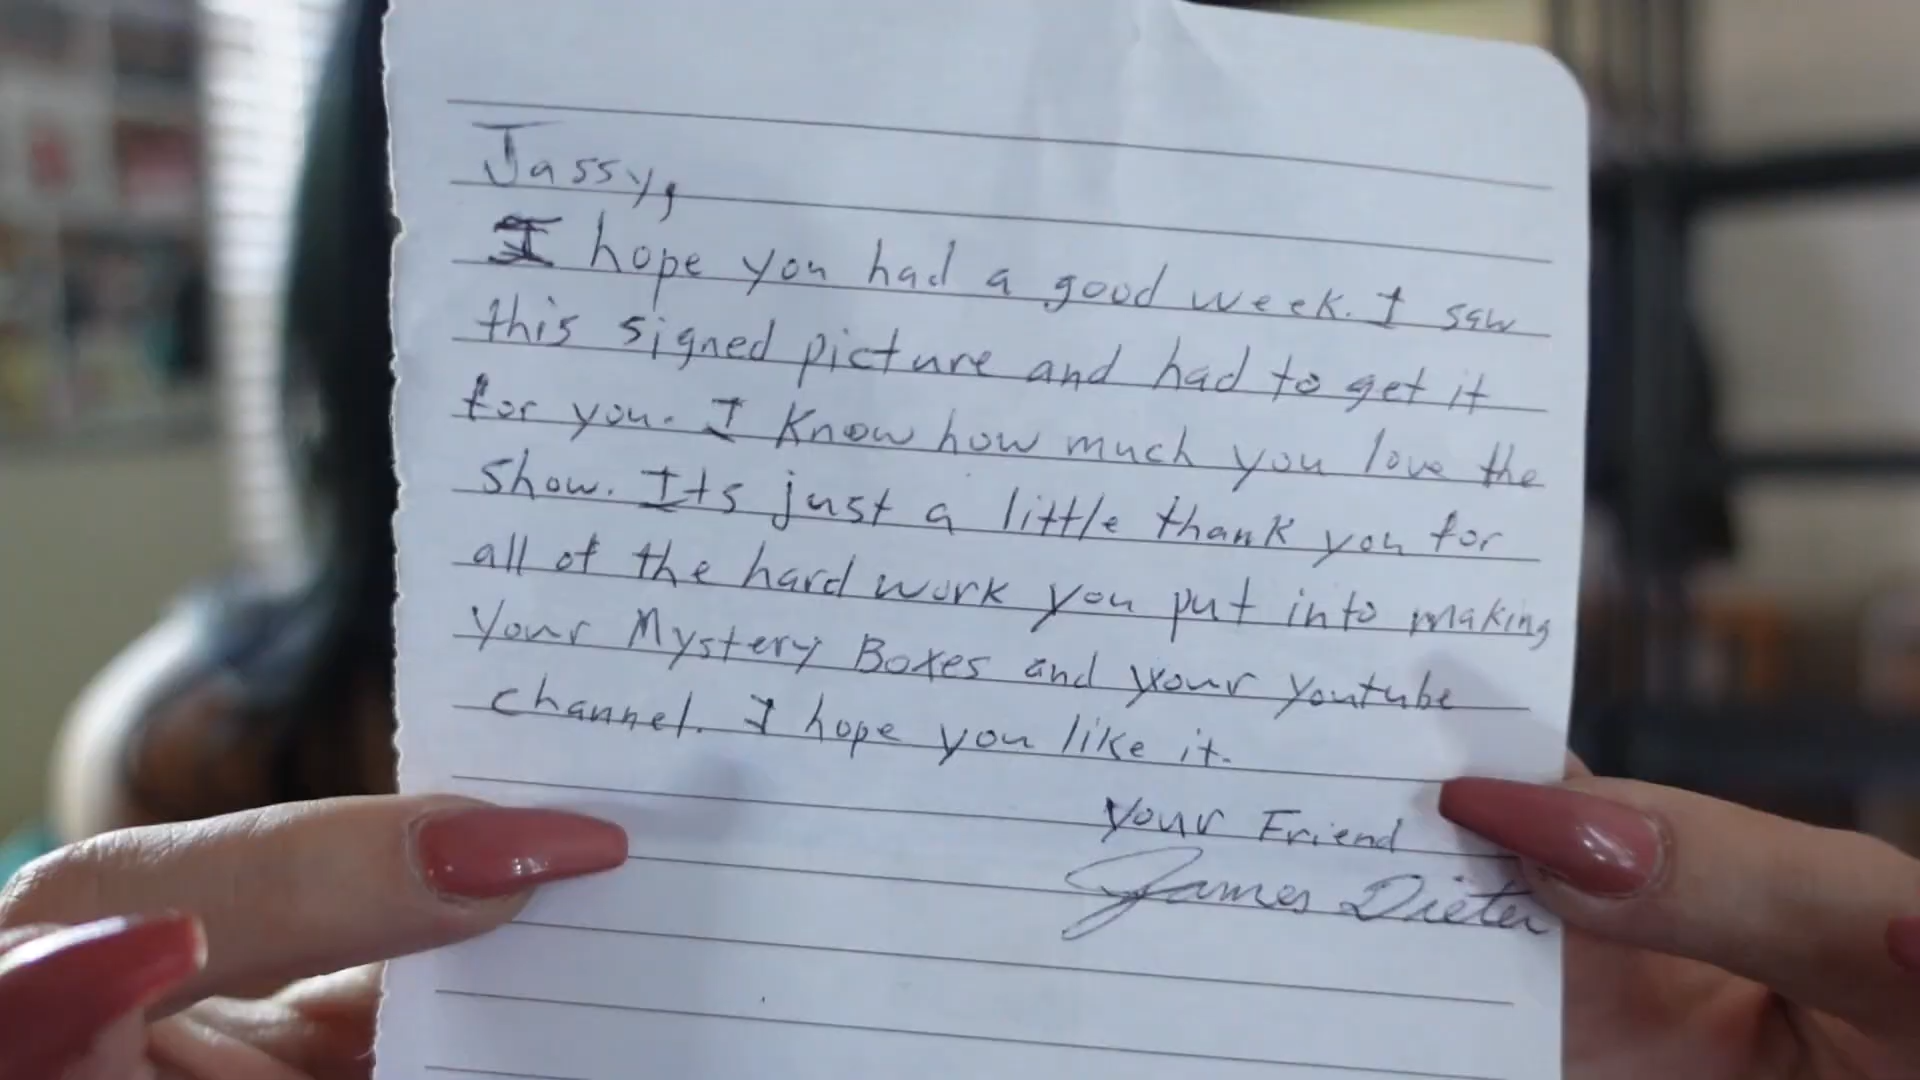 Jassy,
I hope you had a good week. I saw
this signed picture and had to get it
for you. I know how much you love the
show. Its just a little thank you for
all of the hard work you put into making
your Mystery Boxes and your youtube
channel. I hope you like it.
your Friend
James Dieter